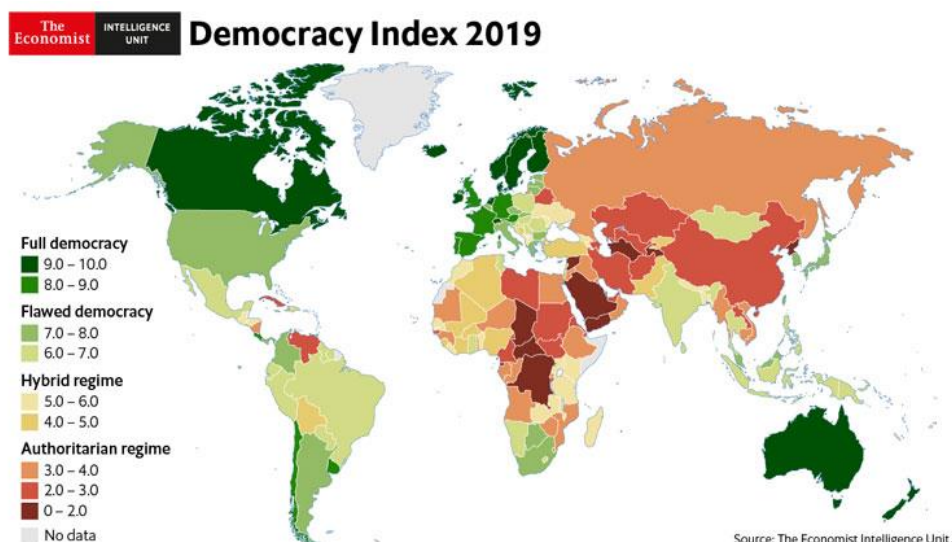 The
Economist
INTELLIGENCE
UNIT
Democracy Index 2019
Full democracy
9.0 – 10.0
8.0 – 9.0
Flawed democracy
7.0 – 8.0
6.0 – 7.0
Hybrid regime
5.0 – 6.0
4.0 – 5.0
Authoritarian regime
3.0 – 4.0
2.0 – 3.0
0 – 2.0
No data
Source: The Economist Intelligence Unit